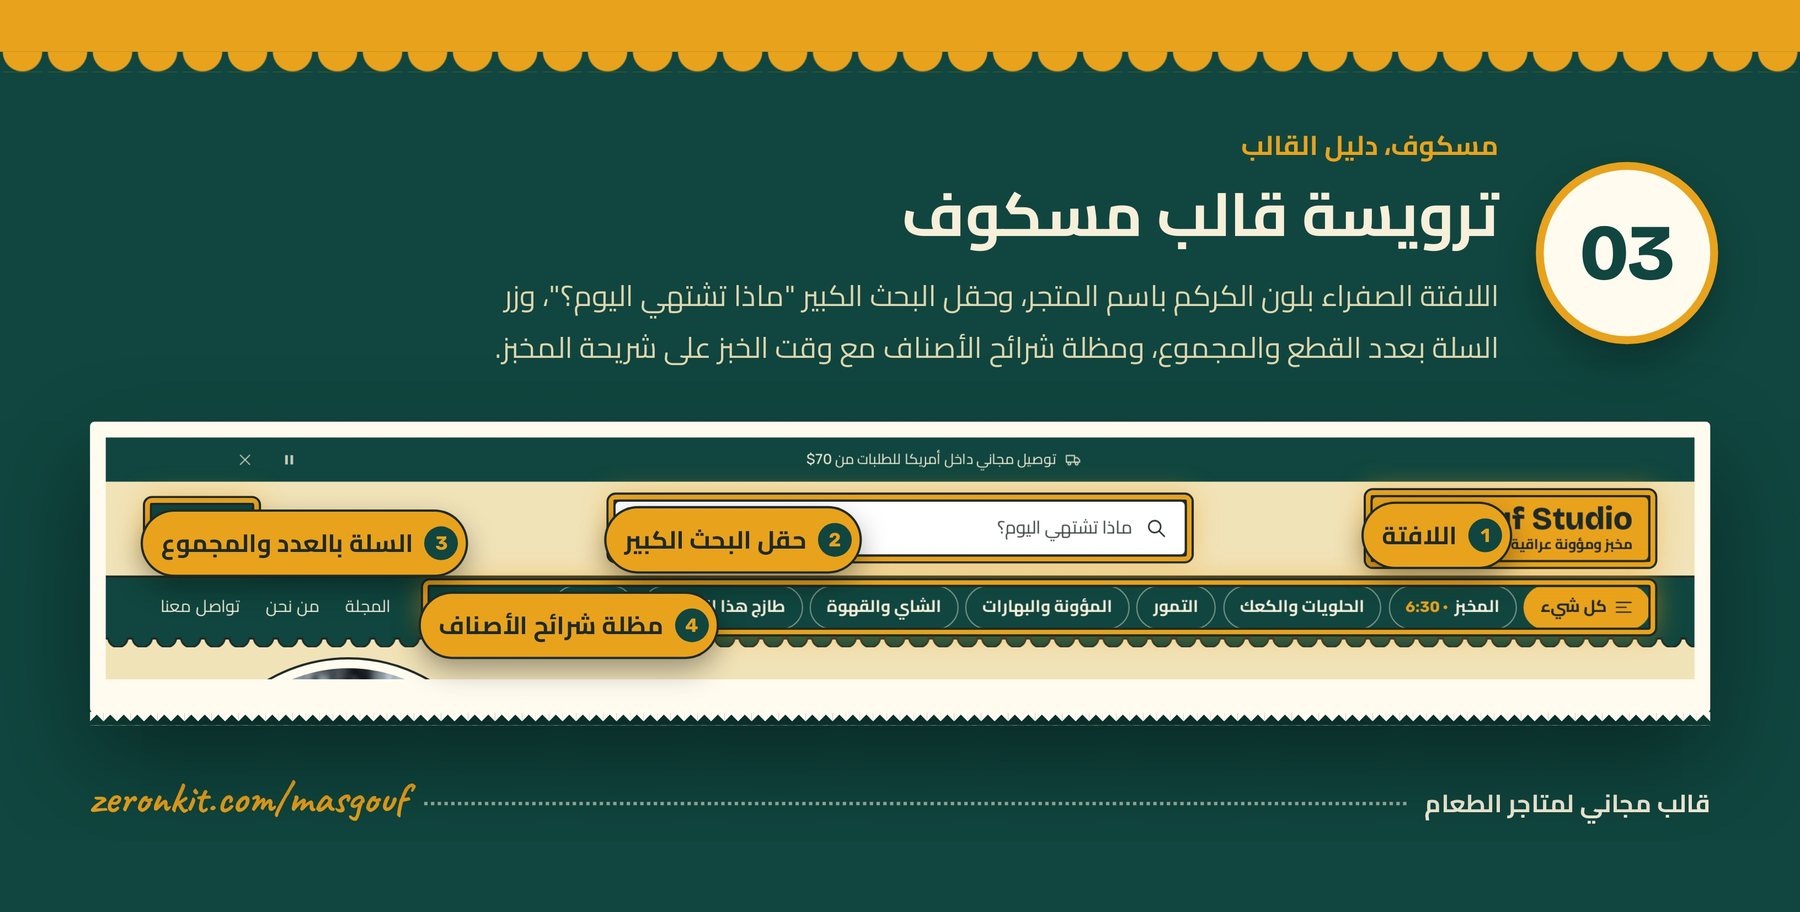 مسكوف، دليل القالب
03
ترويسة قالب مسكوف
اللافتة الصفراء بلون الكركم باسم المتجر، وحقل البحث الكبير "ماذا تشتهي اليوم؟"، وزر
السلة بعدد القطع والمجموع، ومظلة شرائح الأصناف مع وقت الخبز على شريحة المخبز.
توصيل مجاني داخل أمريكا للطلبات من 70$
Studio
مخبز ومؤونة عراقية
1 اللافتة
ماذا تشتهي اليوم؟
2 حقل البحث الكبير
3 السلة بالعدد والمجموع
كل شيء
المخبز · 6:30
الحلويات والكعك
التمور
المؤونة والبهارات
الشاي والقهوة
طازج هذا
4 مظلة شرائح الأصناف
المجلة
من نحن
تواصل معنا
قالب مجاني لمتاجر الطعام
zeronkit.com/masgouf